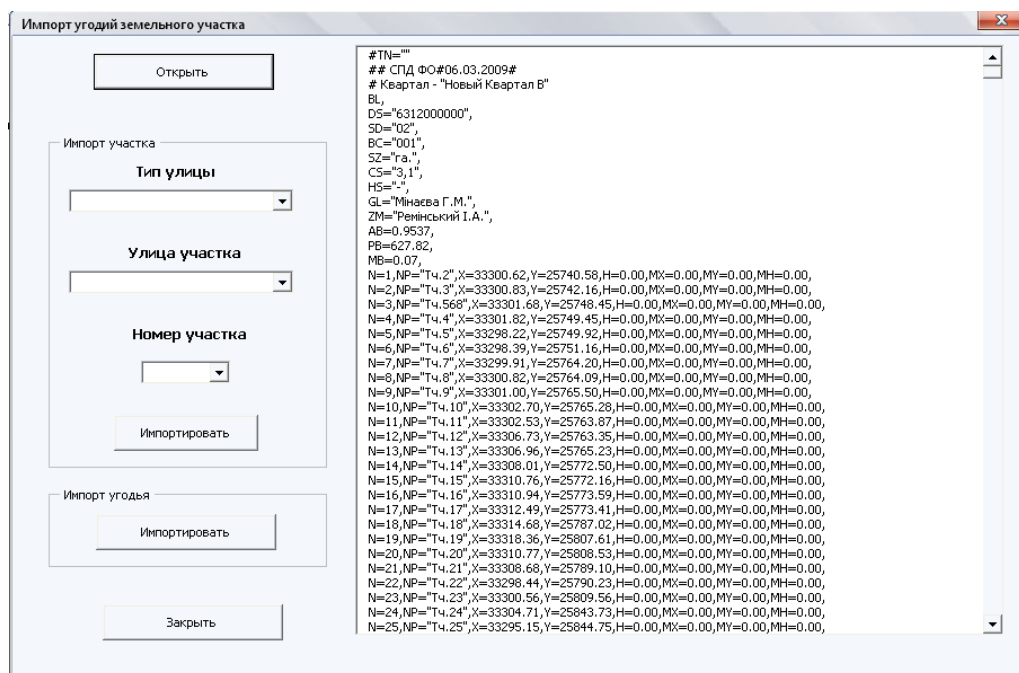 Импорт угодий земельного участка
Открыть
Импорт участка
Тип улицы
Улица участка
Номер участка
Импортировать
Импорт угодья
Импортировать
Закрыть
#TN=""
## СПД ФО#06.03.2009#
# Квартал - "Новый Квартал В"
BL,
DS="6312000000",
SD="02",
BC="001",
SZ="га.",
CS="3,1",
HS="-",
GL="Мінаєва Г.М.",
ZM="Ремінський І.А.",
AB=0.9537,
PB=627.82,
MB=0.07,
N=1,NP="Тч.2",X=33300.62,Y=25740.58,H=0.00,MX=0.00,MY=0.00,MH=0.00,
N=2,NP="Тч.3",X=33300.83,Y=25742.16,H=0.00,MX=0.00,MY=0.00,MH=0.00,
N=3,NP="Тч.568",X=33301.68,Y=25748.45,H=0.00,MX=0.00,MY=0.00,MH=0.00,
N=4,NP="Тч.4",X=33301.82,Y=25749.45,H=0.00,MX=0.00,MY=0.00,MH=0.00,
N=5,NP="Тч.5",X=33298.22,Y=25749.92,H=0.00,MX=0.00,MY=0.00,MH=0.00,
N=6,NP="Тч.6",X=33298.39,Y=25751.16,H=0.00,MX=0.00,MY=0.00,MH=0.00,
N=7,NP="Тч.7",X=33299.91,Y=25764.20,H=0.00,MX=0.00,MY=0.00,MH=0.00,
N=8,NP="Тч.8",X=33300.82,Y=25764.09,H=0.00,MX=0.00,MY=0.00,MH=0.00,
N=9,NP="Тч.9",X=33301.00,Y=25765.50,H=0.00,MX=0.00,MY=0.00,MH=0.00,
N=10,NP="Тч.10",X=33302.70,Y=25765.28,H=0.00,MX=0.00,MY=0.00,MH=0.00,
N=11,NP="Тч.11",X=33302.53,Y=25763.87,H=0.00,MX=0.00,MY=0.00,MH=0.00,
N=12,NP="Тч.12",X=33306.73,Y=25763.35,H=0.00,MX=0.00,MY=0.00,MH=0.00,
N=13,NP="Тч.13",X=33306.96,Y=25765.23,H=0.00,MX=0.00,MY=0.00,MH=0.00,
N=14,NP="Тч.14",X=33308.01,Y=25772.50,H=0.00,MX=0.00,MY=0.00,MH=0.00,
N=15,NP="Тч.15",X=33310.76,Y=25772.16,H=0.00,MX=0.00,MY=0.00,MH=0.00,
N=16,NP="Тч.16",X=33310.94,Y=25773.59,H=0.00,MX=0.00,MY=0.00,MH=0.00,
N=17,NP="Тч.17",X=33312.49,Y=25773.41,H=0.00,MX=0.00,MY=0.00,MH=0.00,
N=18,NP="Тч.18",X=33314.68,Y=25787.02,H=0.00,MX=0.00,MY=0.00,MH=0.00,
N=19,NP="Тч.19",X=33318.36,Y=25807.61,H=0.00,MX=0.00,MY=0.00,MH=0.00,
N=20,NP="Тч.20",X=33310.77,Y=25808.53,H=0.00,MX=0.00,MY=0.00,MH=0.00,
N=21,NP="Тч.21",X=33308.68,Y=25789.10,H=0.00,MX=0.00,MY=0.00,MH=0.00,
N=22,NP="Тч.22",X=33298.44,Y=25790.23,H=0.00,MX=0.00,MY=0.00,MH=0.00,
N=23,NP="Тч.23",X=33300.56,Y=25809.56,H=0.00,MX=0.00,MY=0.00,MH=0.00,
N=24,NP="Тч.24",X=33304.71,Y=25843.73,H=0.00,MX=0.00,MY=0.00,MH=0.00,
N=25,NP="Тч.25",X=33295.15,Y=25844.75,H=0.00,MX=0.00,MY=0.00,MH=0.00,